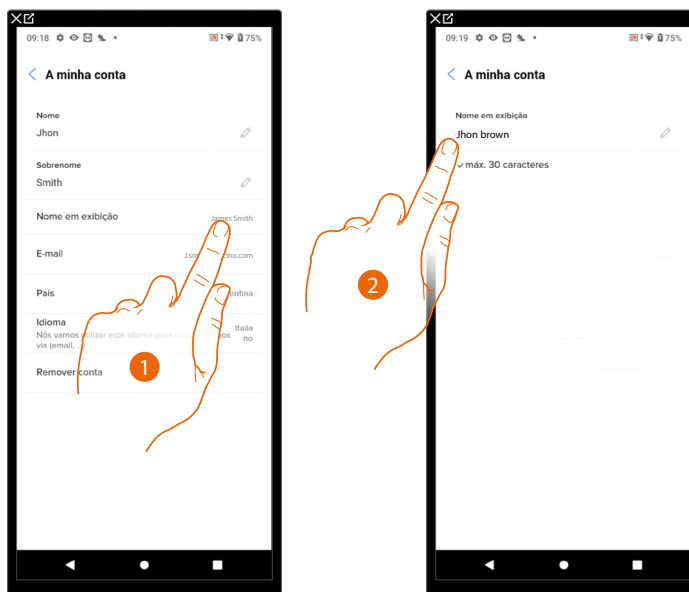 09:18
75%
A minha conta
Nome
Jhon
Sobrenome
Smith
Nome em exibição
James Smith
E-mail
País
Idioma
Italia
no
Nós vamos utilizar este idioma para
via (email, ...)
Remover conta
1
09:19
75%
A minha conta
Nome em exibição
Jhon brown
máx. 30 caracteres
2